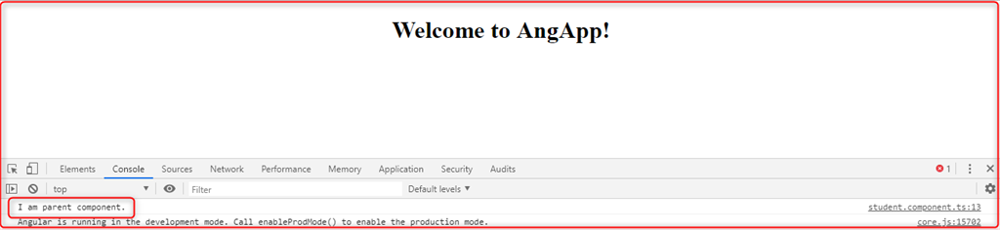 Welcome to AngApp!
Elements Console Sources Network Performance Memory Application Security Audits 1
top Filter Default levels
I am parent component. student.component.ts:13
Angular is running in the development mode. Call enableProdMode() to enable the production mode. core.js:15702